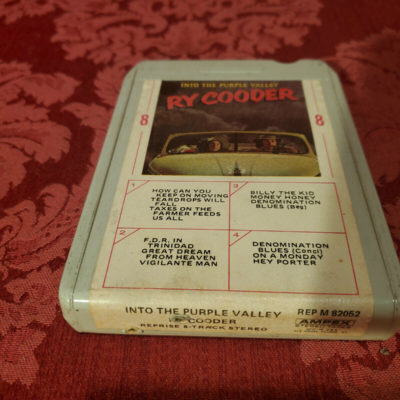 INTO THE PURPLE VALLEY
RY COODER
8
8
1
HOW CAN YOU
KEEP ON MOVING
TEARDROPS WILL
FALL
TAXES ON THE
FARMER FEEDS
US ALL
3
BILLY THE KID
MONEY HONEY
DENOMINATION
BLUES (Beg)
2
F.D.R. IN
TRINIDAD
GREAT DREAM
FROM HEAVEN
VIGILANTE MAN
4
DENOMINATION
BLUES (Concl)
ON A MONDAY
HEY PORTER
INTO THE PURPLE VALLEY
RY COODER
REPRISE 8-TRACK STEREO
REP M 82052
AMPEX